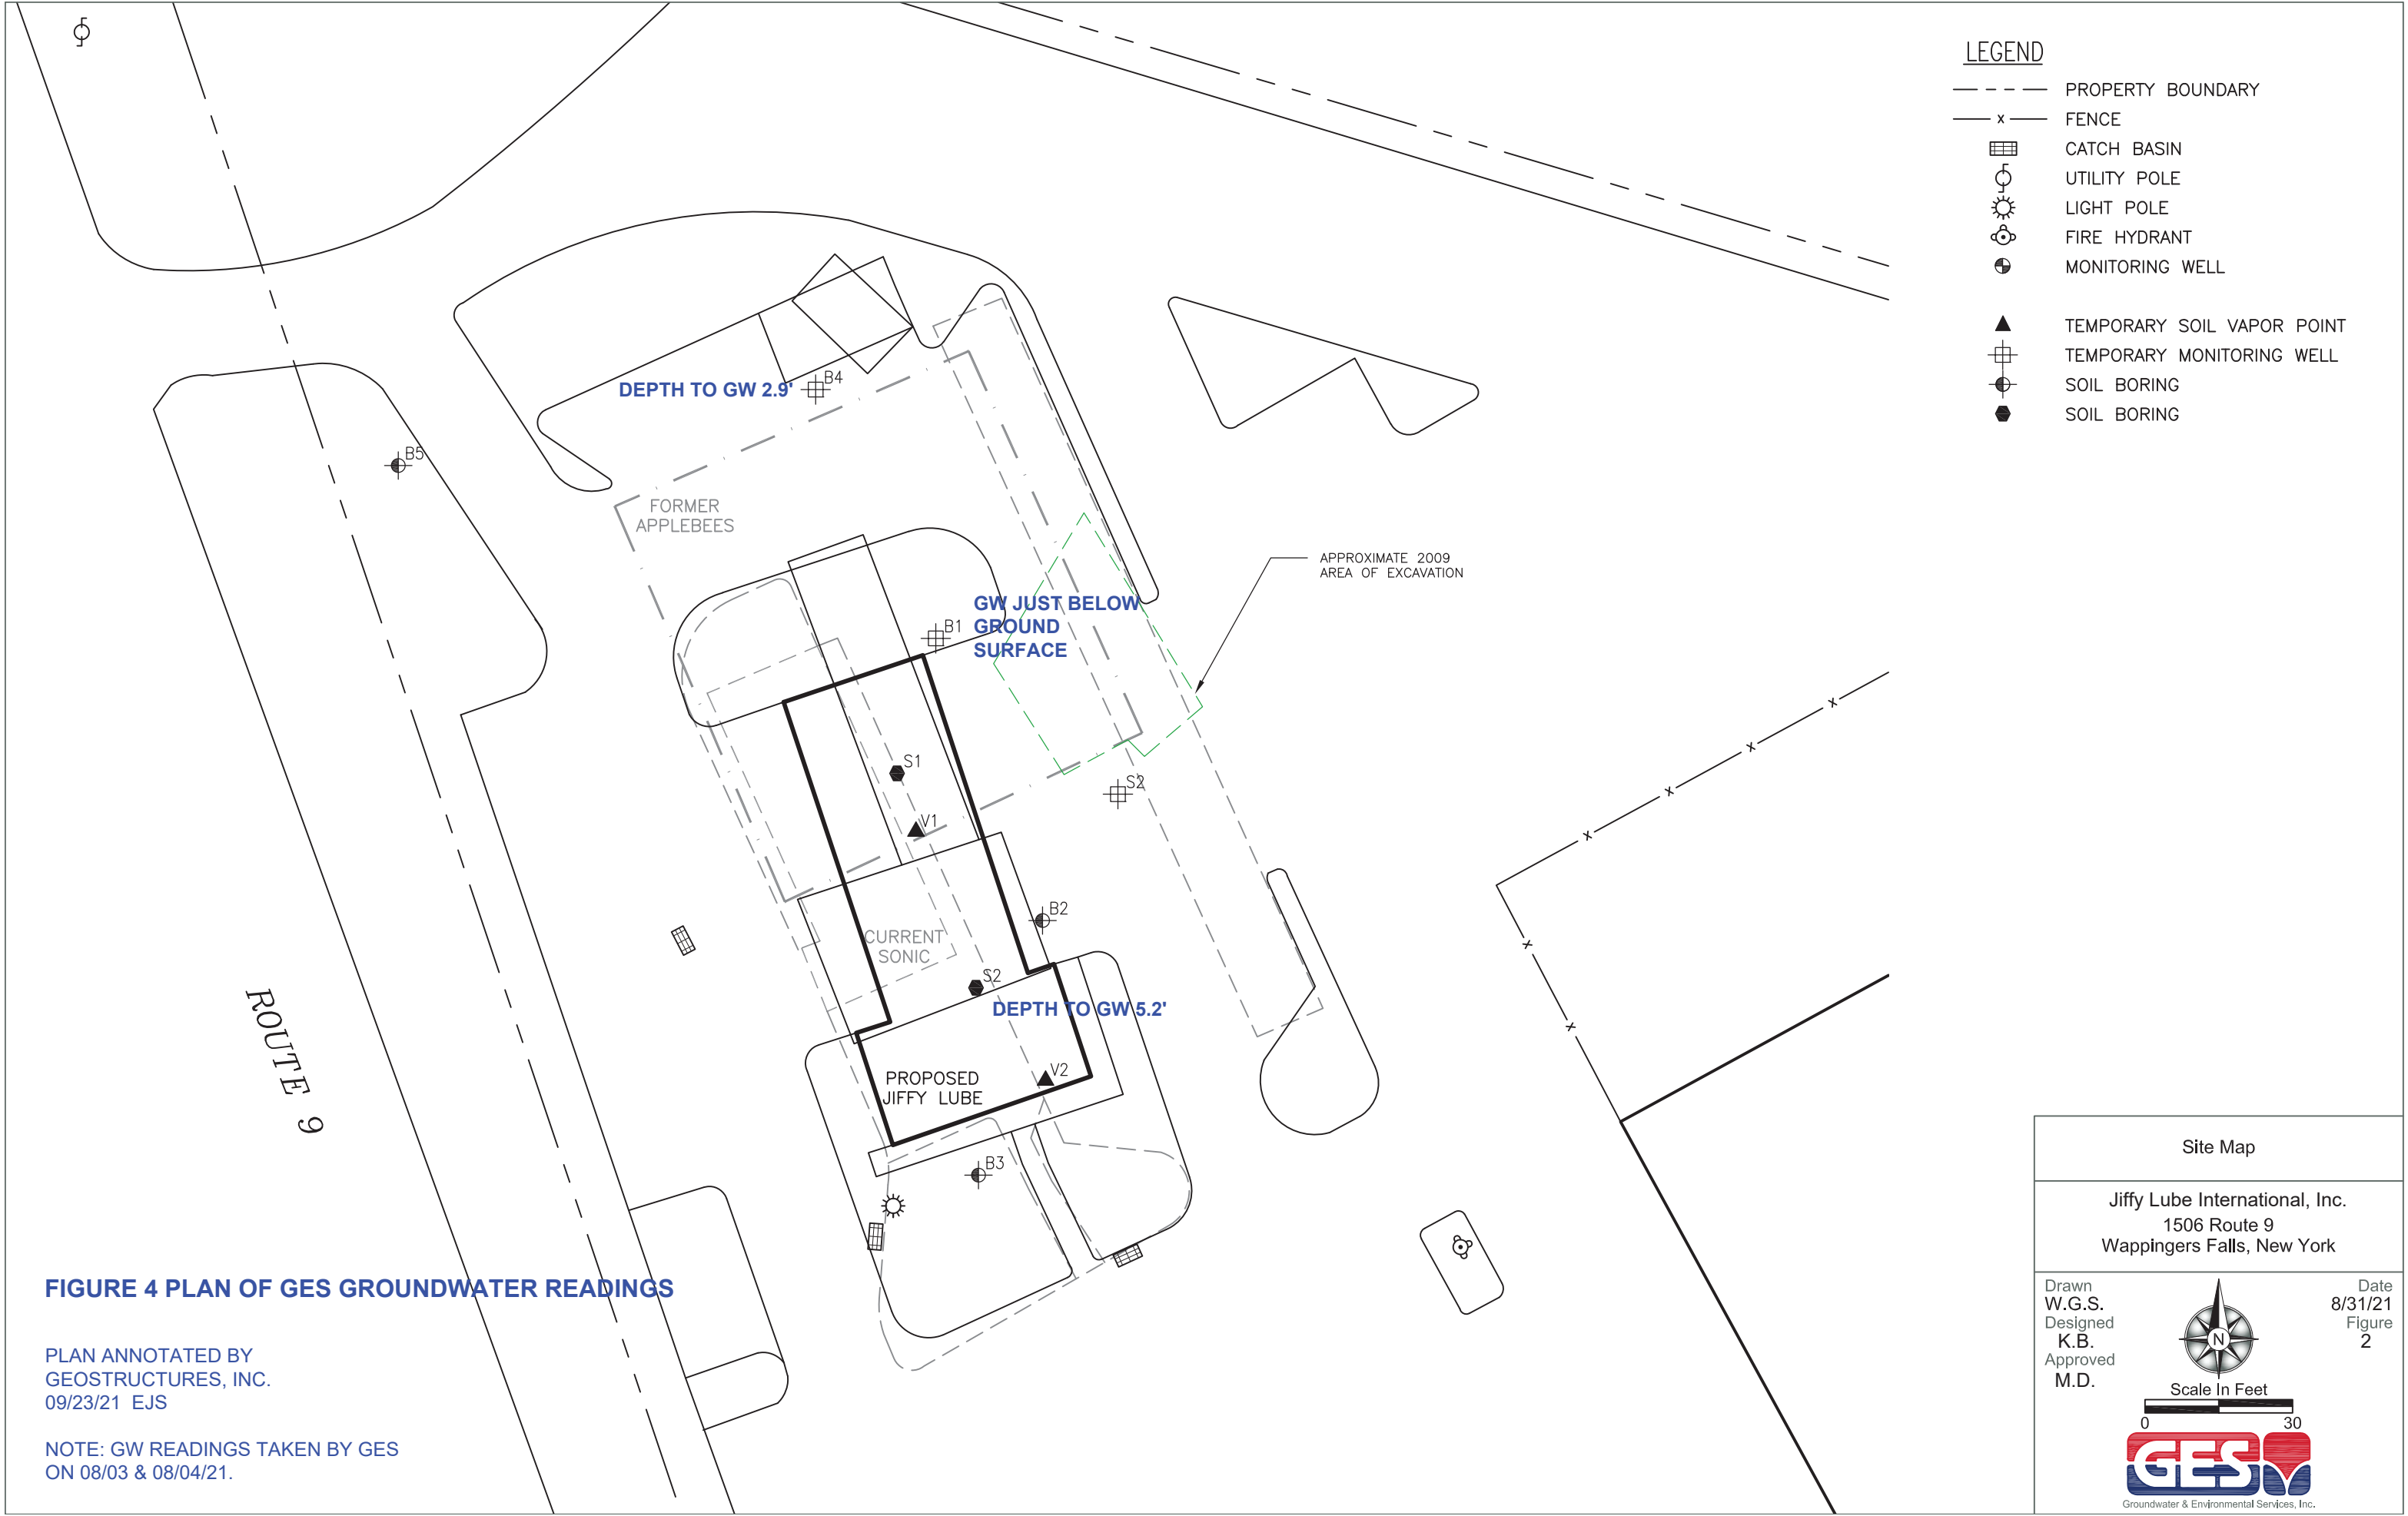 LEGEND
PROPERTY BOUNDARY
x FENCE
CATCH BASIN
UTILITY POLE
LIGHT POLE
FIRE HYDRANT
MONITORING WELL
TEMPORARY SOIL VAPOR POINT
TEMPORARY MONITORING WELL
SOIL BORING
SOIL BORING
DEPTH TO GW 2.9'
B4
B5
FORMER
APPLEBEES
APPROXIMATE 2009
AREA OF EXCAVATION
GW JUST BELOW
GROUND
SURFACE
B1
S1
S2
V1
B2
CURRENT
SONIC
S2
DEPTH TO GW 5.2'
V2
PROPOSED
JIFFY LUBE
B3
x
x
x
x
x
x
ROUTE 9
FIGURE 4 PLAN OF GES GROUNDWATER READINGS
PLAN ANNOTATED BY
GEOSTRUCTURES, INC.
09/23/21 EJS
NOTE: GW READINGS TAKEN BY GES
ON 08/03 & 08/04/21.
Site Map
Jiffy Lube International, Inc.
1506 Route 9
Wappingers Falls, New York
Drawn
W.G.S.
Designed
K.B.
Approved
M.D.
N
Date
8/31/21
Figure
2
Scale In Feet
0 30
GES
Groundwater & Environmental Services, Inc.